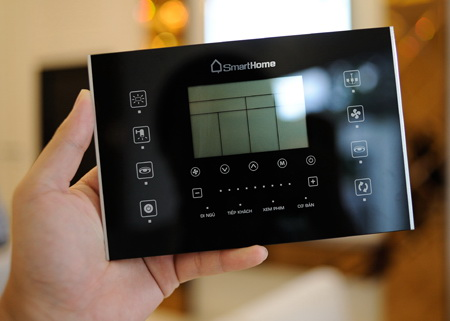 SmartHome
M
ĐI NGỦ TIẾP KHÁCH XEM PHIM CƠ BẢN